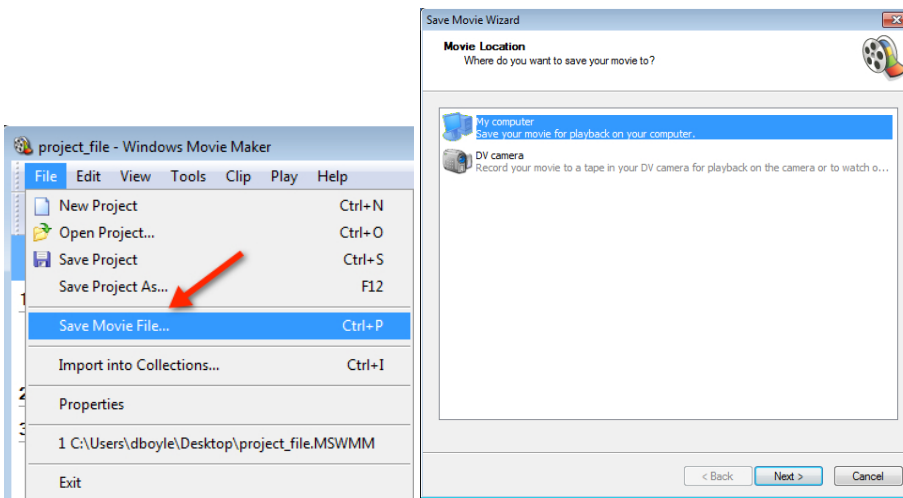 project_file - Windows Movie Maker
File Edit View Tools Clip Play Help
New Project Ctrl+N
Open Project... Ctrl+O
Save Project Ctrl+S
Save Project As... F12
1
Save Movie File... Ctrl+P
Import into Collections... Ctrl+I
2
Properties
3
1 C:\Users\dboyle\Desktop\project_file.MSWMM
Exit
Save Movie Wizard
Movie Location
Where do you want to save your movie to?
My computer
Save your movie for playback on your computer.
DV camera
Record your movie to a tape in your DV camera for playback on the camera or to watch o...
< Back Next > Cancel